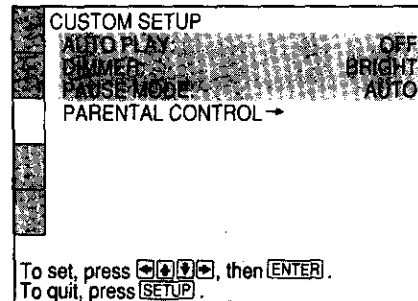 CUSTOM SETUP
AUTO PLAY: OFF
DIMMER: BRIGHT
PAUSE MODE: AUTO
PARENTAL CONTROL→
To set, press ←↑↓→, then ENTER.
To quit, press SETUP.